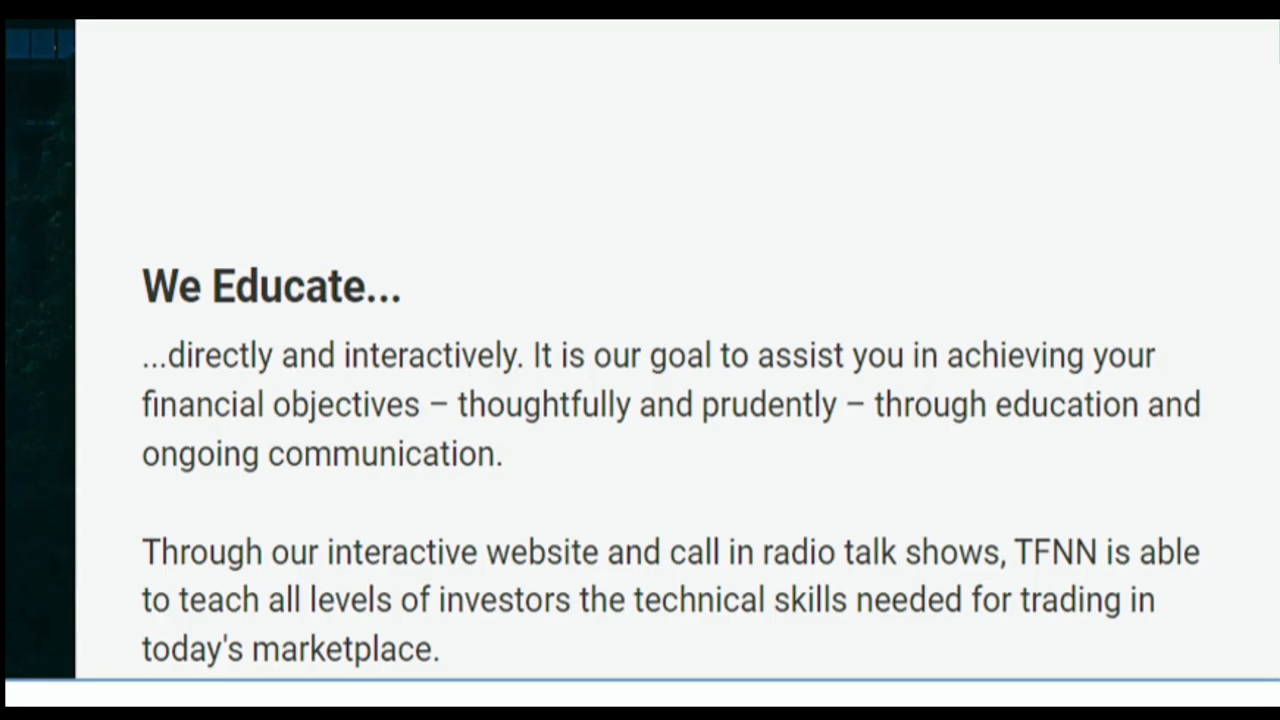 We Educate...
...directly and interactively. It is our goal to assist you in achieving your
financial objectives – thoughtfully and prudently – through education and
ongoing communication.
Through our interactive website and call in radio talk shows, TFNN is able
to teach all levels of investors the technical skills needed for trading in
today's marketplace.